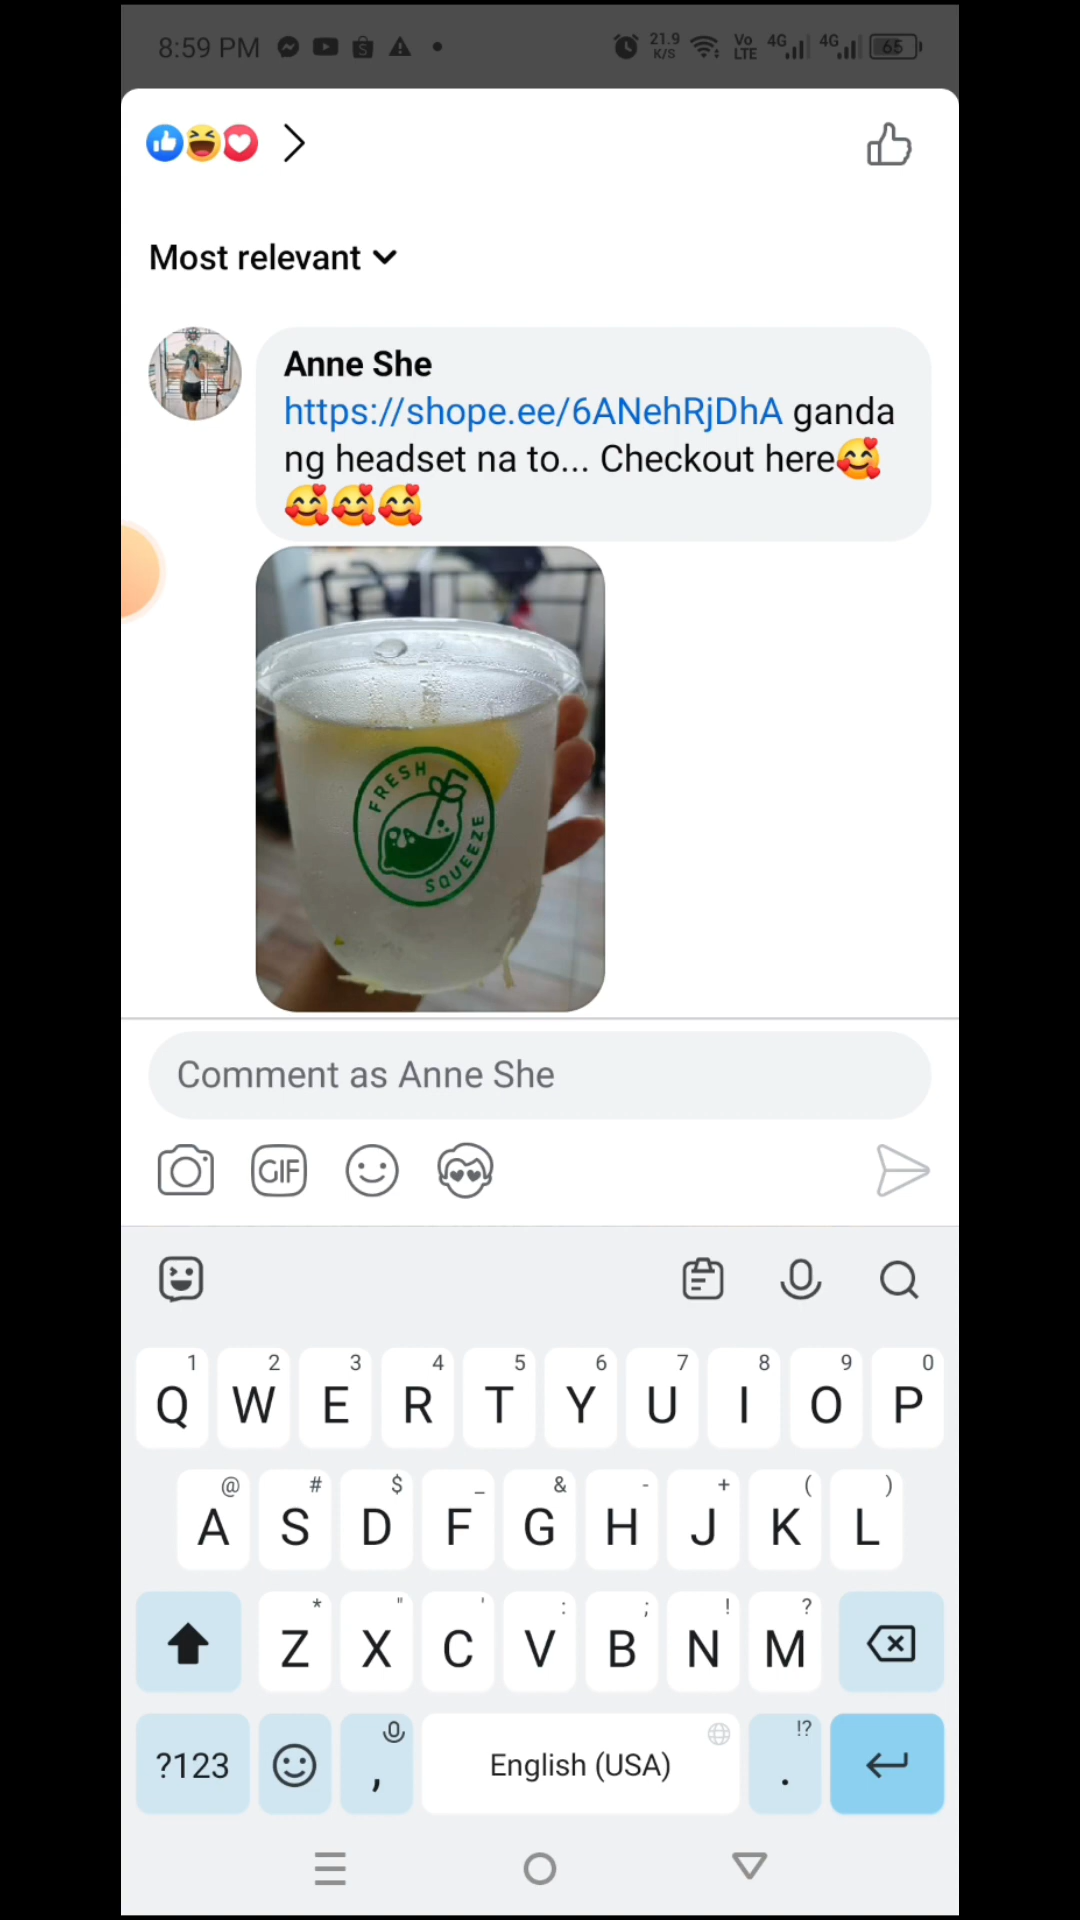 8:59 PM 21.9 K/S Vo LTE 4G 4G 65
Most relevant
Anne She
https://shope.ee/6ANehRjDhA ganda
ng headset na to... Checkout here🥰
🥰🥰🥰
FRESH
SQUEEZE
Comment as Anne She
GIF
1 2 3 4 5 6 7 8 9 0
Q W E R T Y U I O P
@ # $ _ & - + ( )
A S D F G H J K L
* " ' : ; ! ?
Z X C V B N M
!?
?123 , English (USA) .